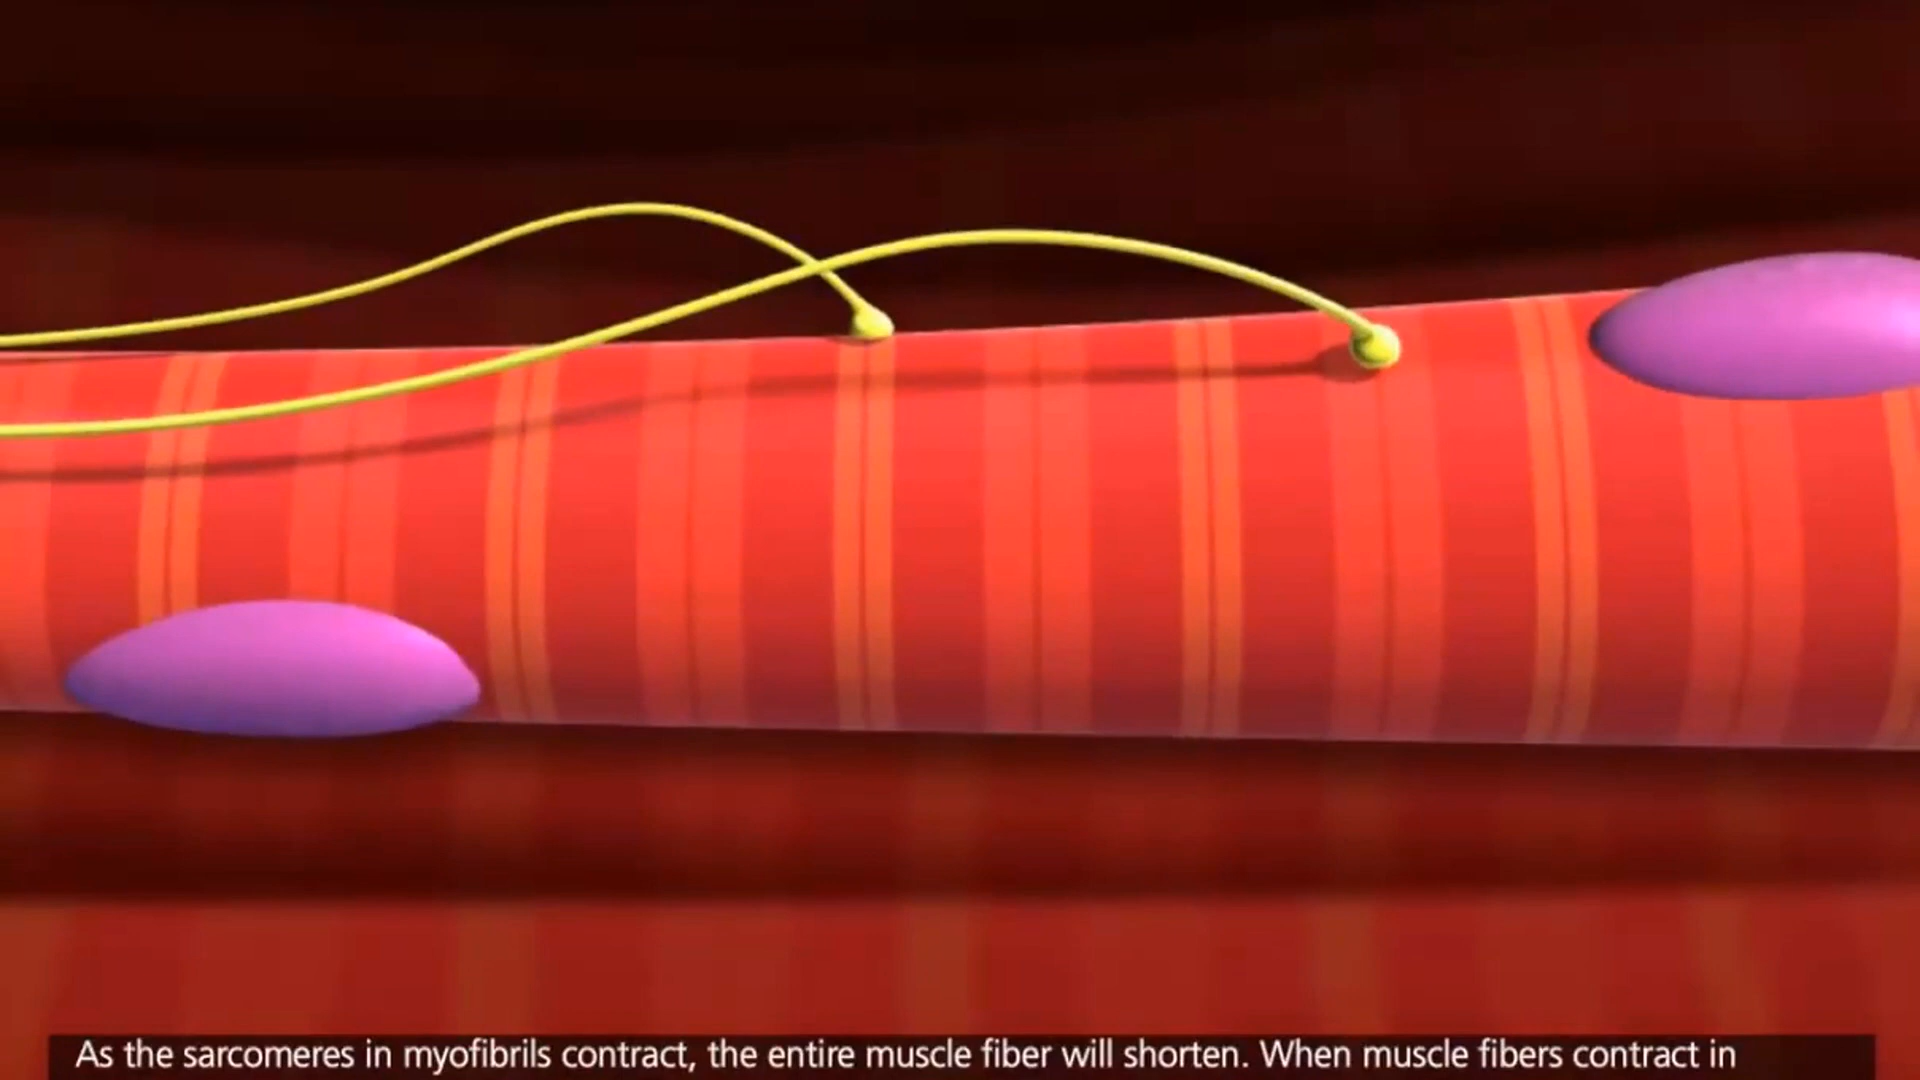 As the sarcomeres in myofibrils contract, the entire muscle fiber will shorten. When muscle fibers contract in